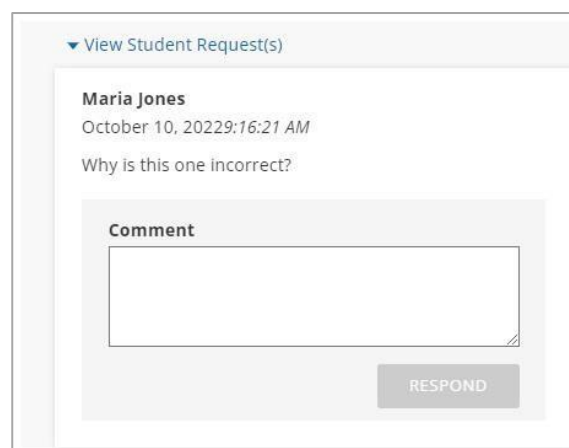 View Student Request(s)
Maria Jones
October 10, 20229:16:21 AM
Why is this one incorrect?
Comment
RESPOND